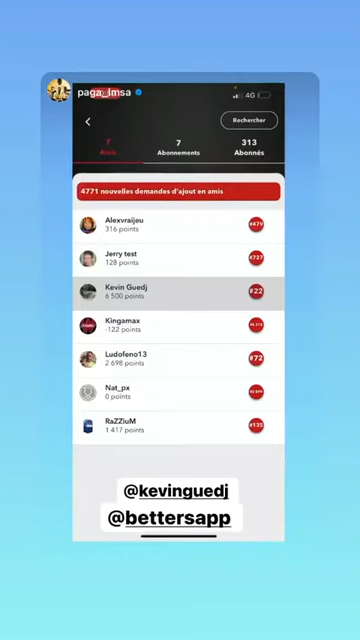 paga_lmsa
4G
Rechercher
7 7 313
Amis Abonnements Abonnés
4771 nouvelles demandes d'ajout en amis
Alexvraijeu
316 points
#479
Jerry test
128 points
#727
Kevin Guedj
6 500 points
#22
Kingamax
-122 points
Ludofeno13
2 698 points
#72
Nat_px
0 points
RaZZiuM
1 417 points
#135
@kevinguedj
@bettersapp